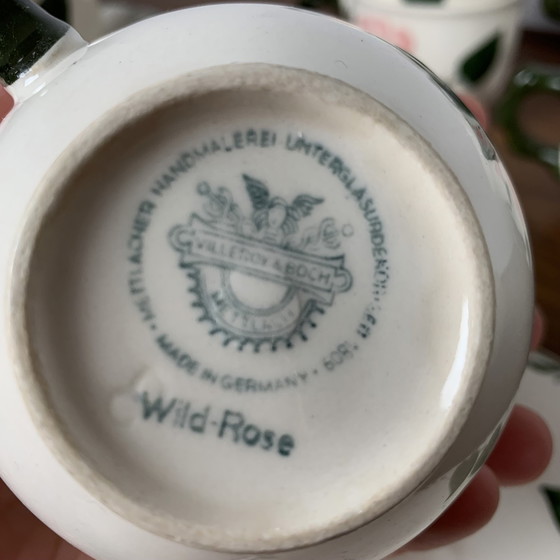 METTLACHER HANDMALEREI UNTERGLASURDEKOR
VILLEROY & BOCH
METTLACH
MADE IN GERMANY
Wild-Rose